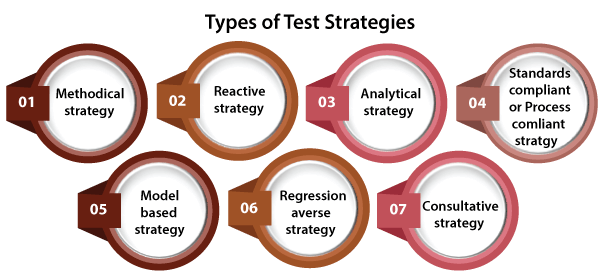 Types of Test Strategies
01
Methodical
strategy
02
Reactive
strategy
03
Analytical
strategy
04
Standards
compliant
or Process
comliant
stratgy
05
Model
based
strategy
06
Regression
averse
strategy
07
Consultative
strategy